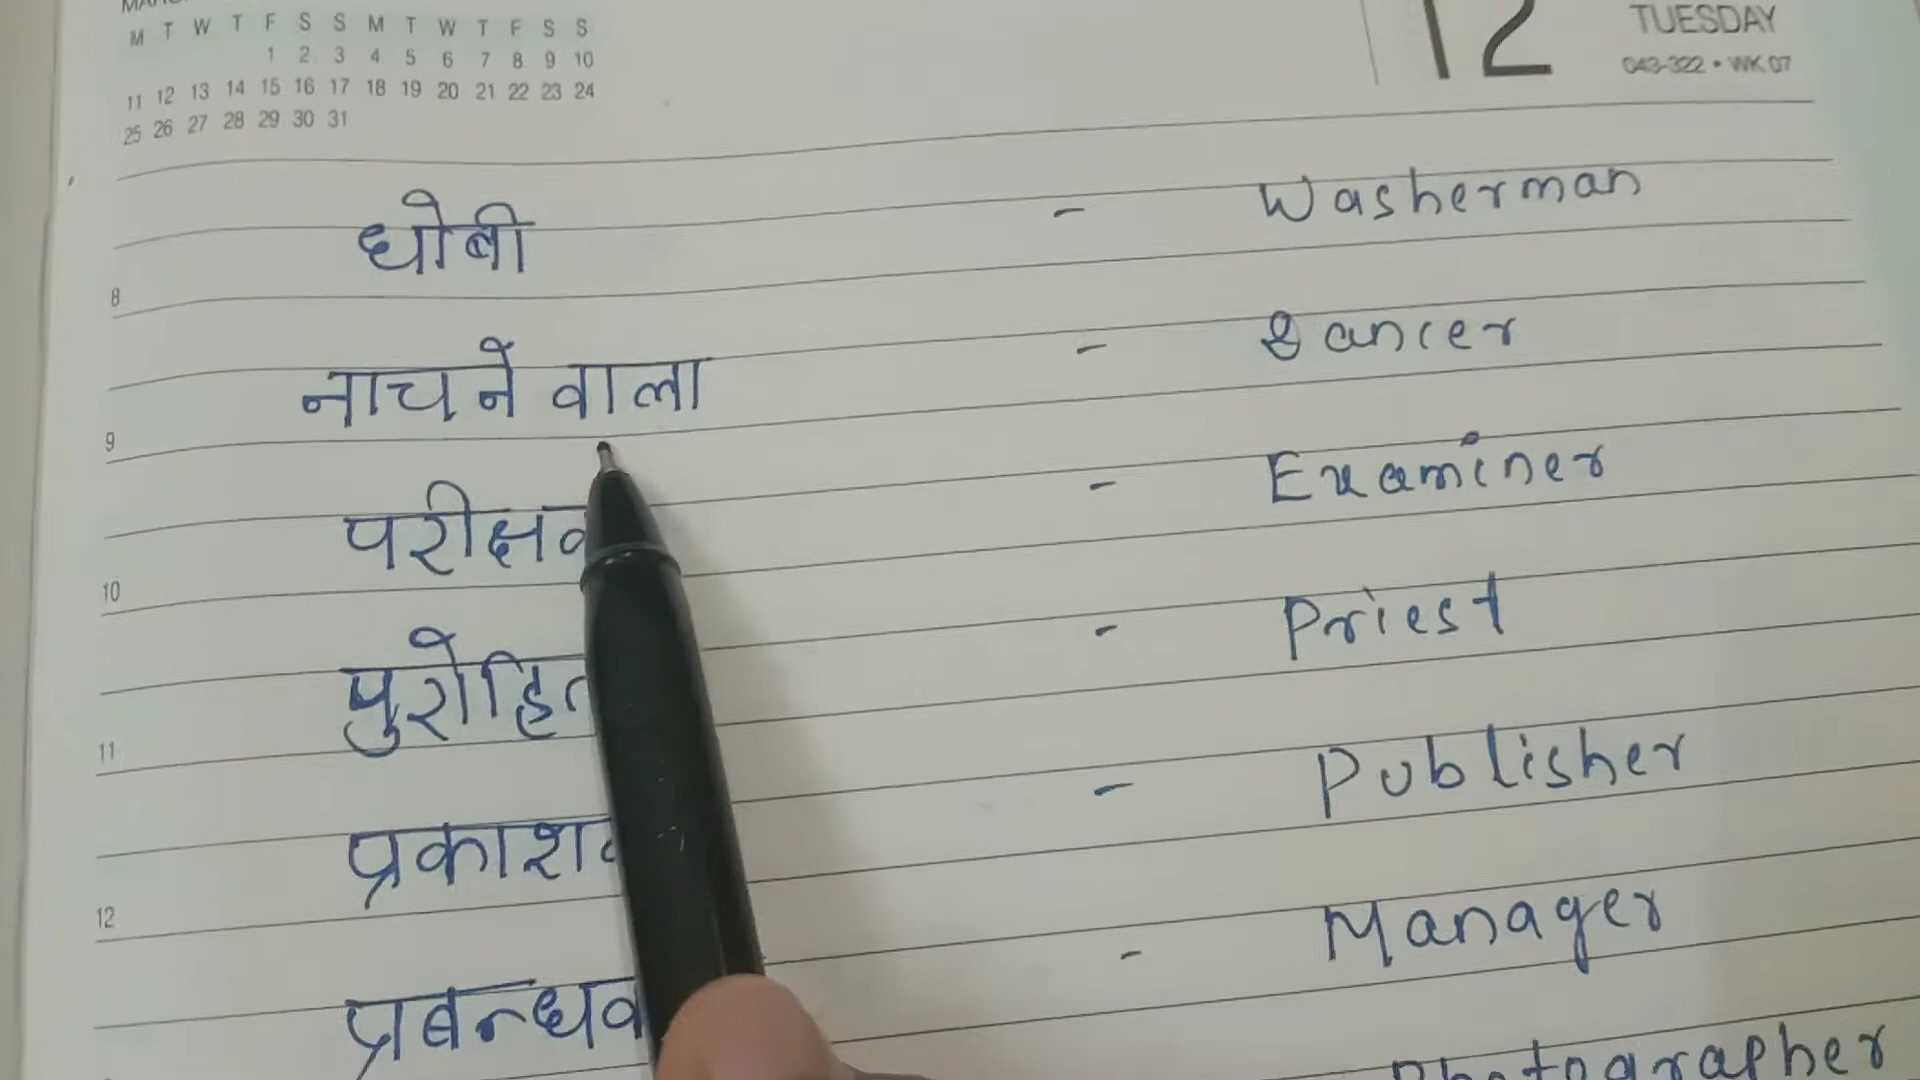 M T W T F S S M T W T F S S
1 2 3 4 5 6 7 8 9 10
11 12 13 14 15 16 17 18 19 20 21 22 23 24
25 26 27 28 29 30 31
12 TUESDAY
043-322 • WK 07
धोबी - Washerman
8
नाचने वाला - Dancer
9
- Examiner
10
- Priest
11
- Publisher
12
- Manager
Photographer